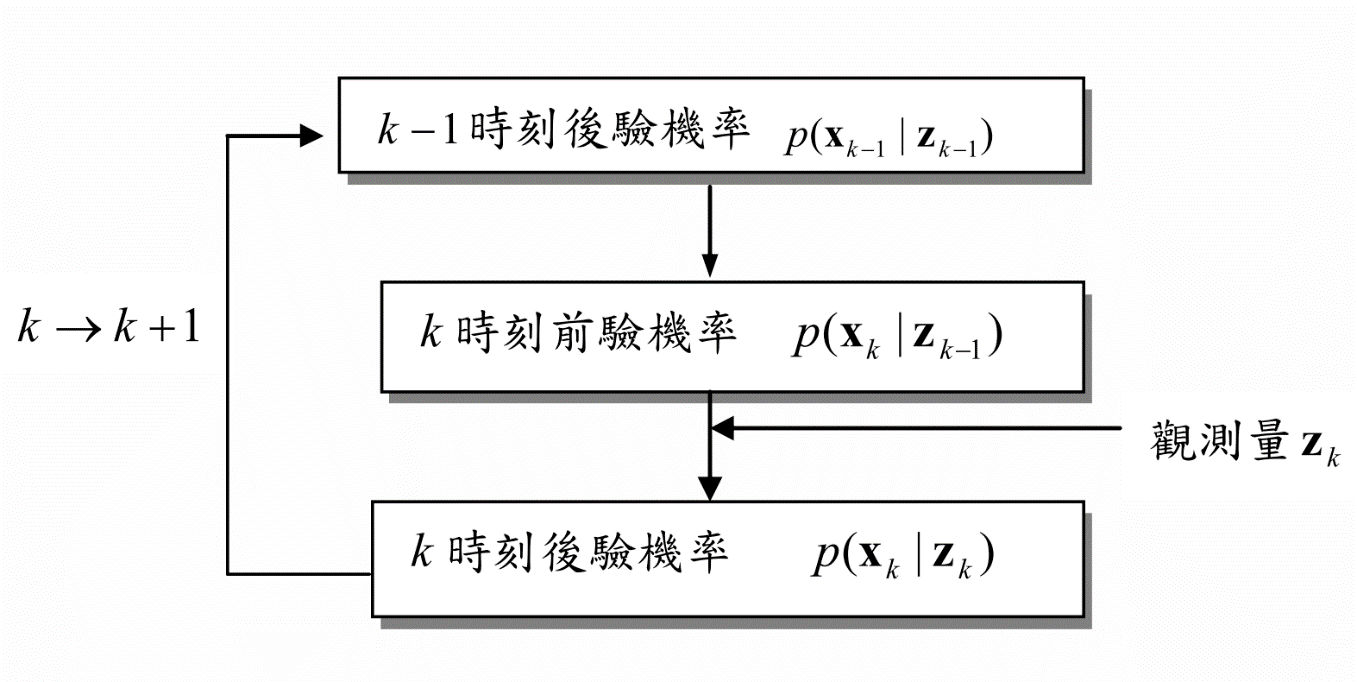 k−1時刻後驗機率 p(x_{k−1} | z_{k−1})
k→k+1
k 時刻前驗機率 p(x_k | z_{k−1})
觀測量 z_k
k 時刻後驗機率 p(x_k | z_k)